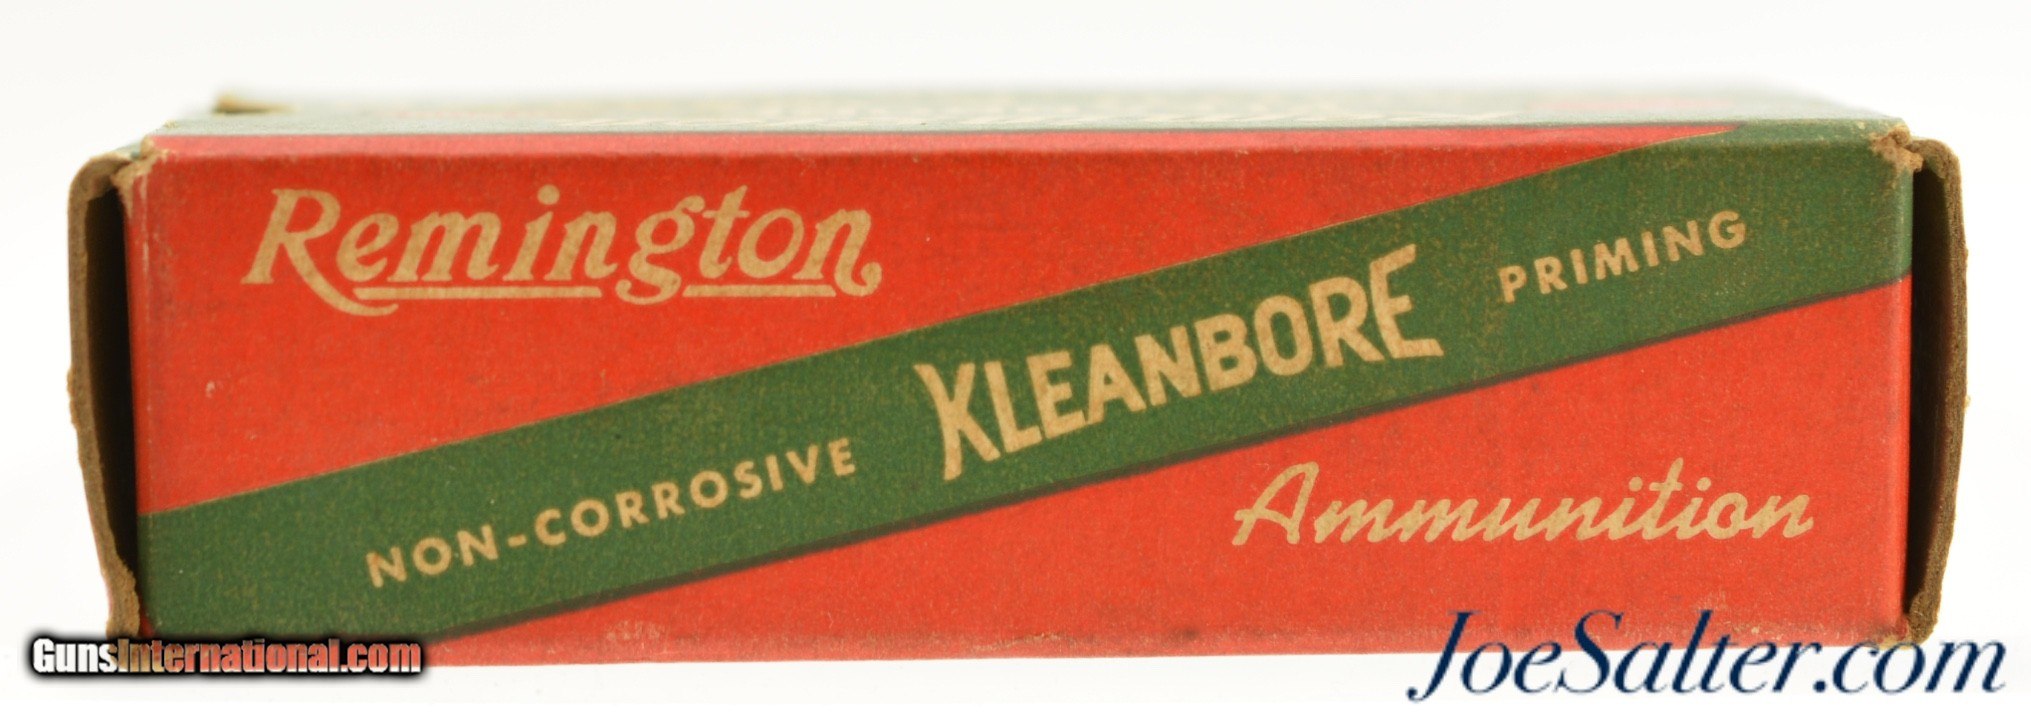 Remington
NON-CORROSIVE KLEANBORE PRIMING
Ammunition
GunsInternational.com
JoeSalter.com